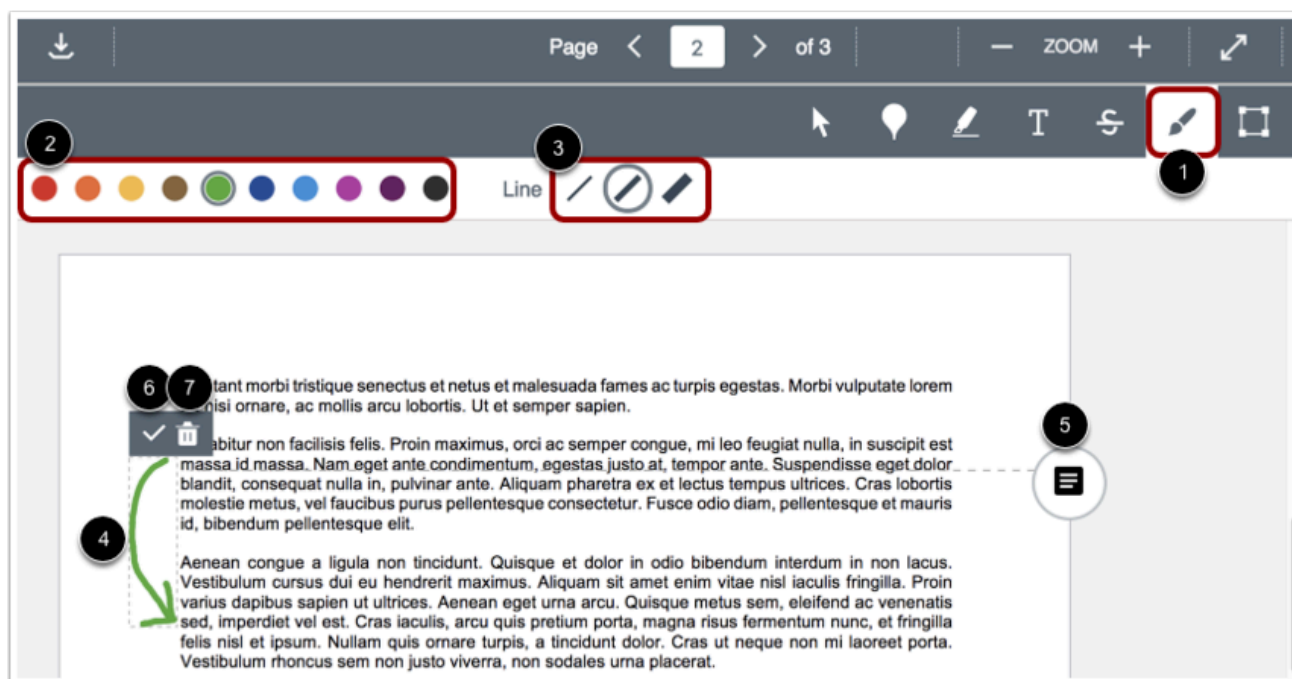 Page 2 of 3 ZOOM
T S
1
2
3
Line
6 7 tant morbi tristique senectus et netus et malesuada fames ac turpis egestas. Morbi vulputate lorem
nisi ornare, ac mollis arcu lobortis. Ut et semper sapien.
abitur non facilisis felis. Proin maximus, orci ac semper congue, mi leo feugiat nulla, in suscipit est
massa id massa. Nam eget ante condimentum, egestas justo at, tempor ante. Suspendisse eget dolor
blandit, consequat nulla in, pulvinar ante. Aliquam pharetra ex et lectus tempus ultrices. Cras lobortis
molestie metus, vel faucibus purus pellentesque consectetur. Fusce odio diam, pellentesque et mauris
id, bibendum pellentesque elit.
5
4
Aenean congue a ligula non tincidunt. Quisque et dolor in odio bibendum interdum in non lacus.
Vestibulum cursus dui eu hendrerit maximus. Aliquam sit amet enim vitae nisl iaculis fringilla. Proin
varius dapibus sapien ut ultrices. Aenean eget urna arcu. Quisque metus sem, eleifend ac venenatis
sed, imperdiet vel est. Cras iaculis, arcu quis pretium porta, magna risus fermentum nunc, et fringilla
felis nisl et ipsum. Nullam quis ornare turpis, a tincidunt dolor. Cras ut neque non mi laoreet porta.
Vestibulum rhoncus sem non justo viverra, non sodales urna placerat.